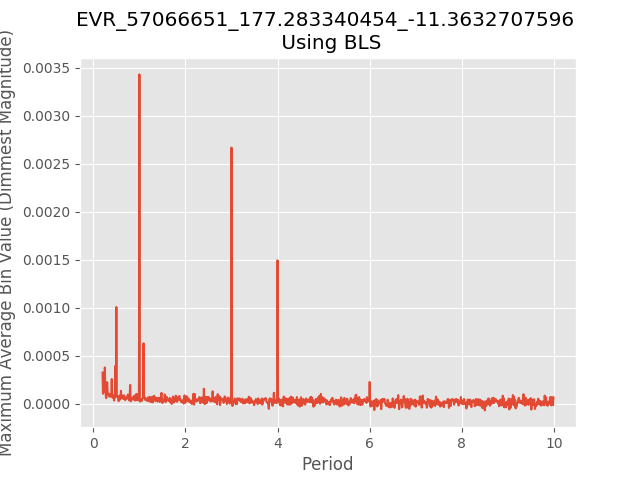 EVR_57066651_177.283340454_-11.3632707596
Using BLS
Maximum Average Bin Value (Dimmest Magnitude)
0.0035
0.0030
0.0025
0.0020
0.0015
0.0010
0.0005
0.0000
0 2 4 6 8 10
Period